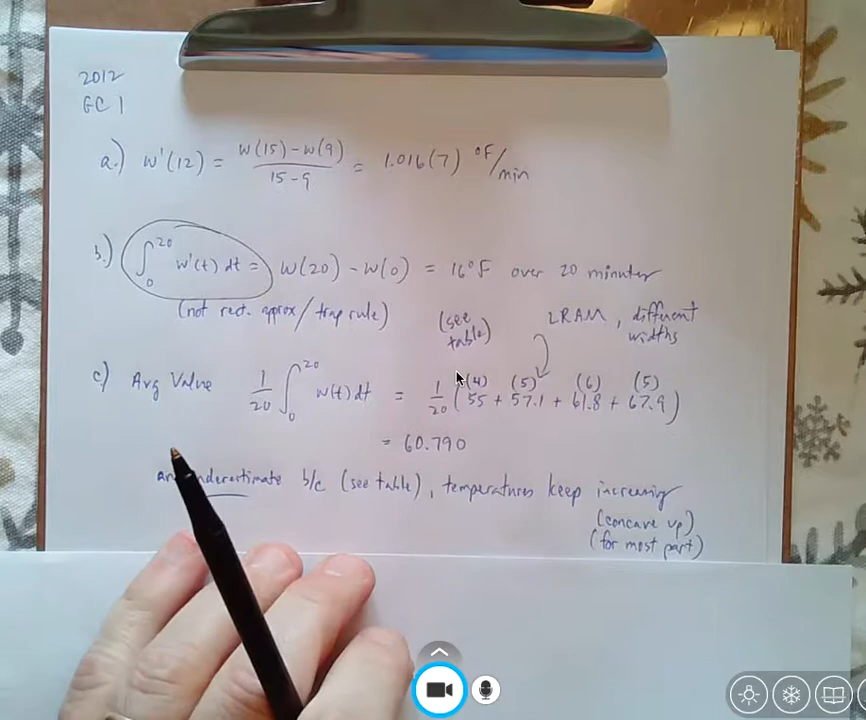 2012
GC 1
a.) W'(12) = W(15) - W(9) / 15 - 9 = 1.016(7) °F/min
b.) ∫₀²⁰ W'(t) dt = W(20) - W(0) = 16°F over 20 minutes
(not rect. approx / trap rule)
(see table)
LRAM, different widths
c) Avg Value 1/20 ∫₀²⁰ W(t) dt = 1/20 ((4) 55 + (5) 57.1 + (6) 61.8 + (5) 67.9)
= 60.790
underestimate b/c (see table), temperatures keep increasing
(concave up)
(for most part)